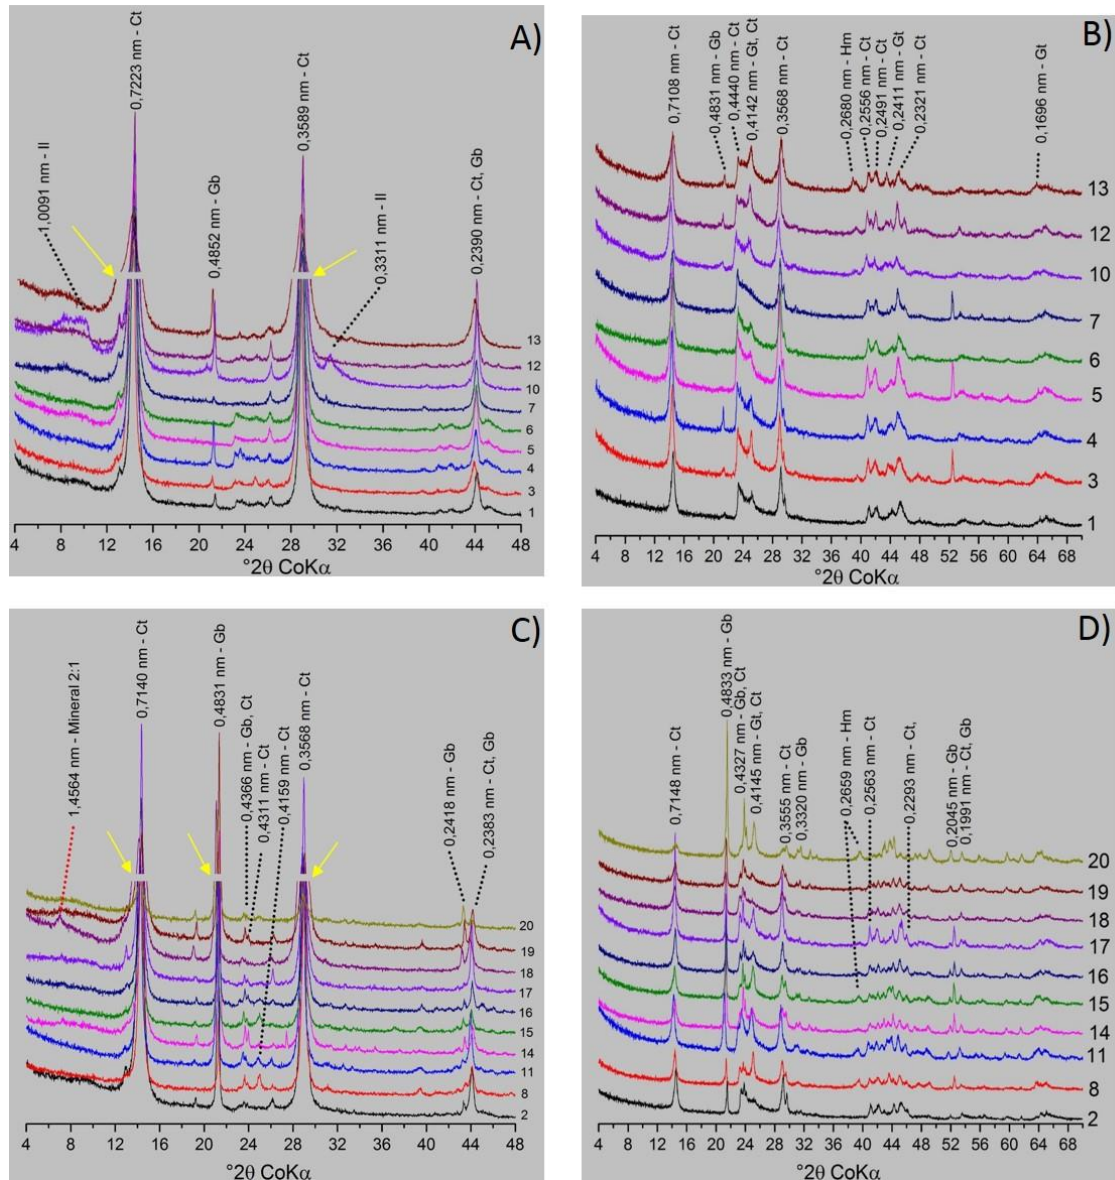 A)
1,0091 nm - Il
0,7223 nm - Ct
0,4852 nm - Gb
0,3589 nm - Ct
0,3311 nm - Il
0,2390 nm - Ct, Gb
13
12
10
7
6
5
4
3
1
4 8 12 16 20 24 28 32 36 40 44 48
°2θ CoKα
B)
0,7108 nm - Ct
0,4831 nm - Gb
0,4440 nm - Ct
0,4142 nm - Gt, Ct
0,3568 nm - Ct
0,2680 nm - Hm
0,2556 nm - Ct
0,2491 nm - Ct
0,2411 nm - Gt
0,2321 nm - Ct
0,1696 nm - Gt
13
12
10
7
6
5
4
3
1
4 8 12 16 20 24 28 32 36 40 44 48 52 56 60 64 68
°2θ CoKα
C)
1,4564 nm - Mineral 2:1
0,7140 nm - Ct
0,4831 nm - Gb
0,4366 nm - Gb, Ct
0,4311 nm - Ct
0,4159 nm - Ct
0,3568 nm - Ct
0,2418 nm - Gb
0,2383 nm - Ct, Gb
20
19
18
17
16
15
14
11
8
2
4 8 12 16 20 24 28 32 36 40 44 48
°2θ CoKα
D)
0,7148 nm - Ct
0,4833 nm - Gb
0,4327 nm - Gb, Ct
0,4145 nm - Gt, Ct
0,3555 nm - Ct
0,3320 nm - Gb
0,2659 nm - Hm
0,2563 nm - Ct
0,2293 nm - Ct,
0,2045 nm - Gb
0,1991 nm - Ct, Gb
20
19
18
17
16
15
14
11
8
2
4 8 12 16 20 24 28 32 36 40 44 48 52 56 60 64 68
°2θ CoKα